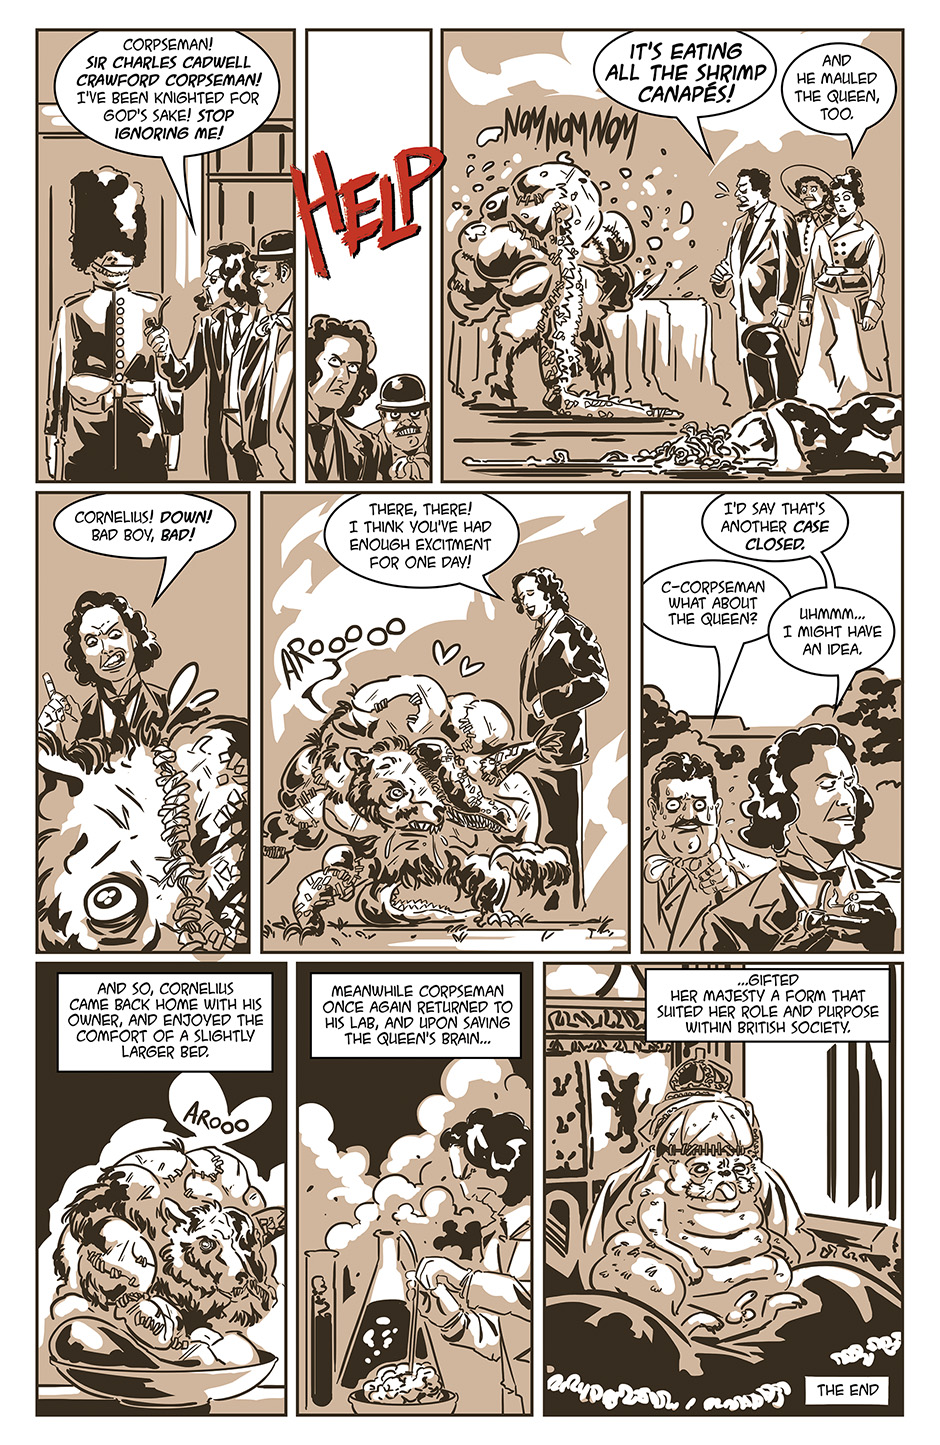 CORPSEMAN!
SIR CHARLES CADWELL
CRAWFORD CORPSEMAN!
I'VE BEEN KNIGHTED FOR
GOD'S SAKE! STOP
IGNORING ME!
HELP
NOM NOM NOM
IT'S EATING
ALL THE SHRIMP
CANAPÉS!
AND
HE MAULED
THE QUEEN,
TOO.
CORNELIUS! DOWN!
BAD BOY, BAD!
THERE, THERE!
I THINK YOU'VE HAD
ENOUGH EXCITMENT
FOR ONE DAY!
AROOOOOO
I'D SAY THAT'S
ANOTHER CASE
CLOSED.
C-CORPSEMAN
WHAT ABOUT
THE QUEEN?
UHMMM...
I MIGHT HAVE
AN IDEA.
AND SO, CORNELIUS
CAME BACK HOME WITH HIS
OWNER, AND ENJOYED THE
COMFORT OF A SLIGHTLY
LARGER BED.
AROOO
MEANWHILE CORPSEMAN
ONCE AGAIN RETURNED TO
HIS LAB, AND UPON SAVING
THE QUEEN'S BRAIN...
...GIFTED
HER MAJESTY A FORM THAT
SUITED HER ROLE AND PURPOSE
WITHIN BRITISH SOCIETY.
THE END